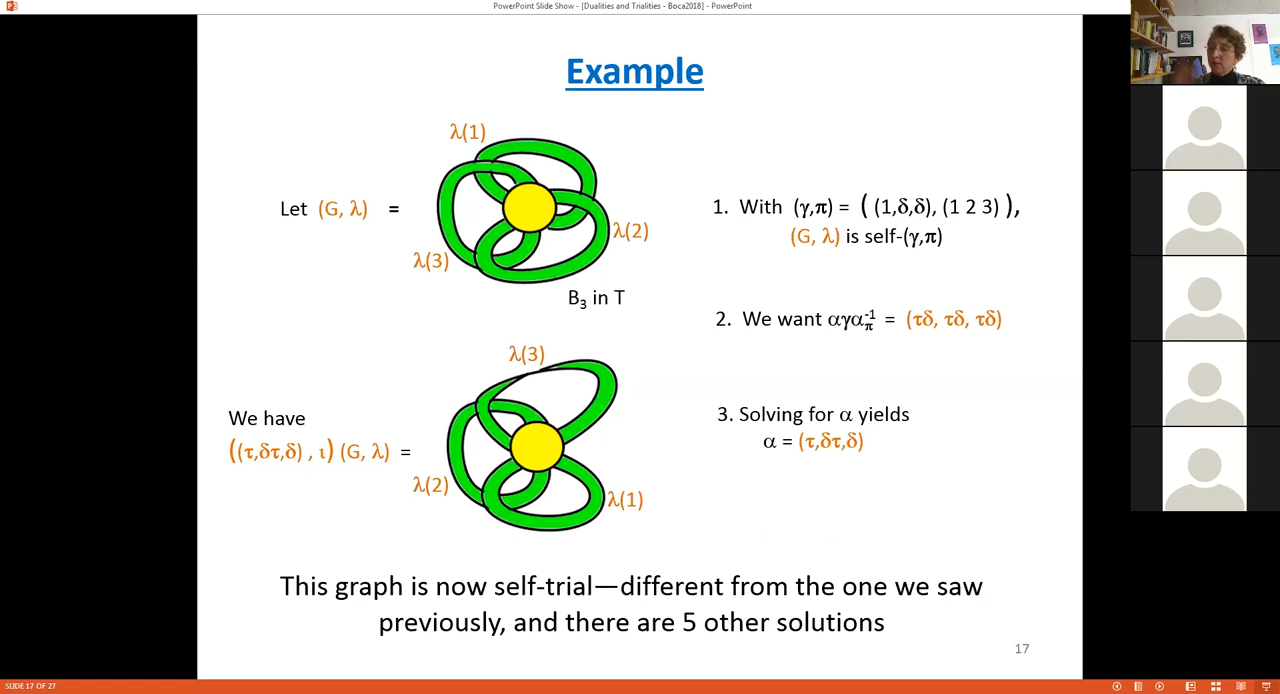 PowerPoint Slide Show - [Dualities and Trialities - Boca2018] - PowerPoint
Example
λ(1)
Let (G, λ) =
λ(2)
λ(3)
B₃ in T
1. With (γ,π) = ( (1,δ,δ), (1 2 3) ),
(G, λ) is self-(γ,π)
2. We want αγα_π^-1 = (τδ, τδ, τδ)
λ(3)
We have
((τ,δτ,δ) , ι) (G, λ) =
λ(2)
λ(1)
3. Solving for α yields
α = (τ,δτ,δ)
This graph is now self-trial—different from the one we saw
previously, and there are 5 other solutions
17
SLIDE 17 OF 27